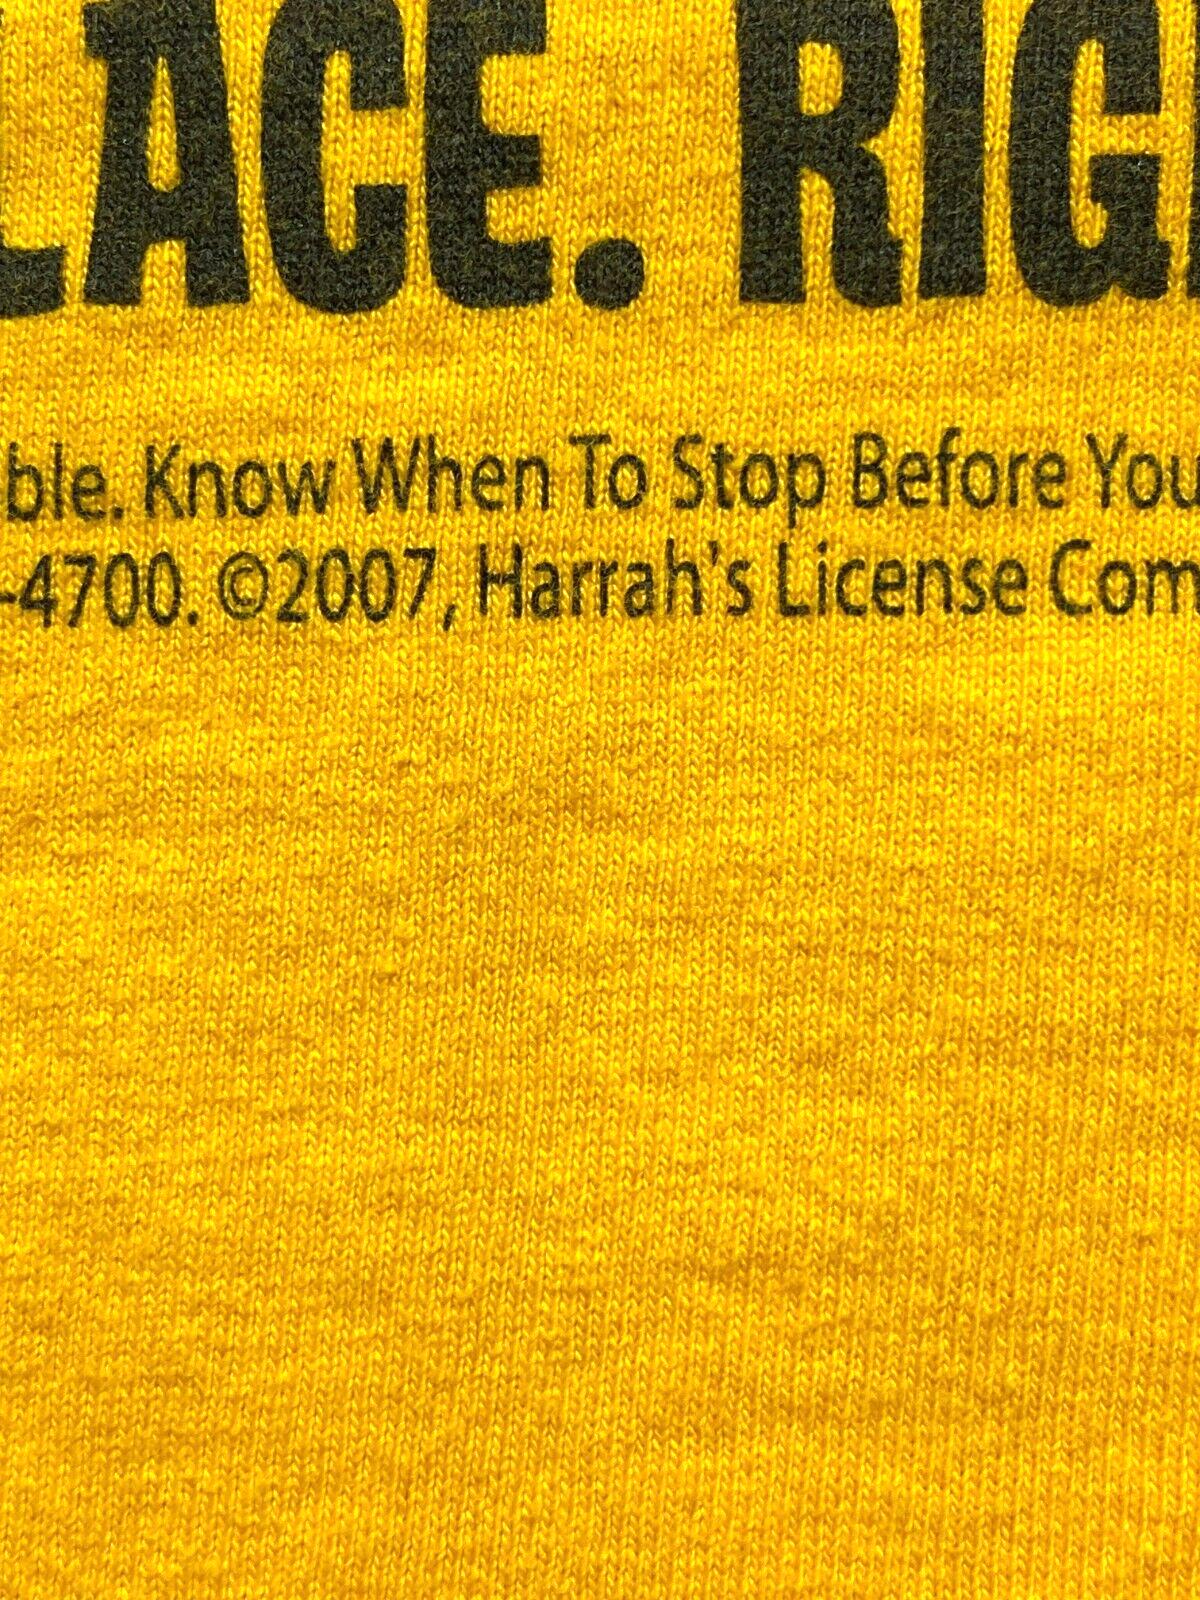 LACE. RIG
ble. Know When To Stop Before You
-4700. ©2007, Harrah's License Com